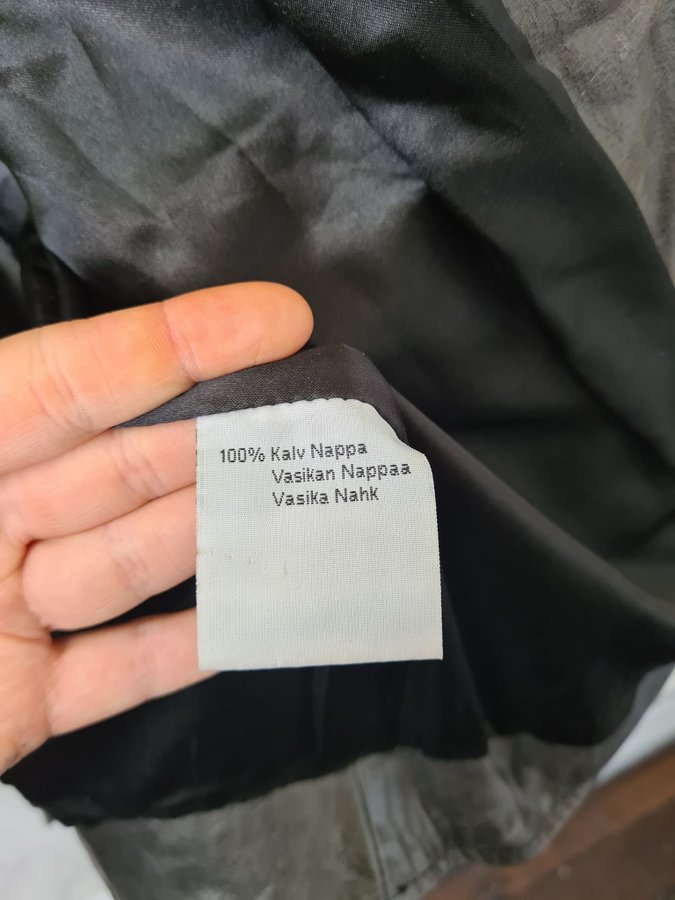 100% Kalv Nappa
Vasikan Nappaa
Vasika Nahk